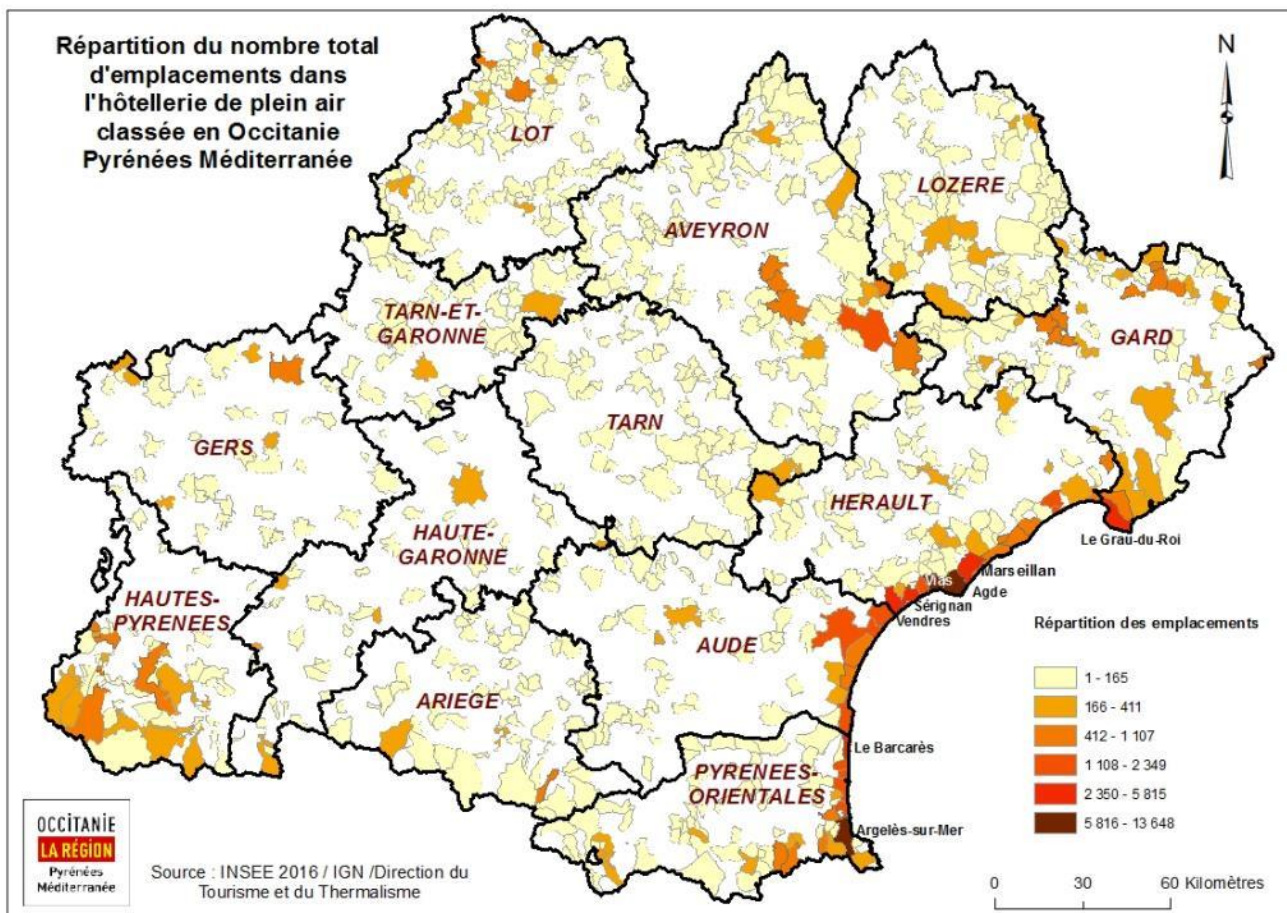 Répartition du nombre total
d'emplacements dans
l'hôtellerie de plein air
classée en Occitanie
Pyrénées Méditerranée
N
LOT
LOZERE
AVEYRON
TARN-ET-
GARONNE
GARD
GERS
TARN
HERAULT
HAUTE-
GARONNE
Le Grau-du-Roi
Marseillan
Vias
Agde
Sérignan
Vendres
HAUTES-
PYRENEES
AUDE
ARIEGE
Le Barcarès
PYRENEES-
ORIENTALES
Argelès-sur-Mer
Répartition des emplacements
1 - 165
166 - 411
412 - 1 107
1 108 - 2 349
2 350 - 5 815
5 816 - 13 648
OCCITANIE
LA RÉGION
Pyrénées
Méditerranée
Source : INSEE 2016 / IGN /Direction du
Tourisme et du Thermalisme
0 30 60 Kilomètres